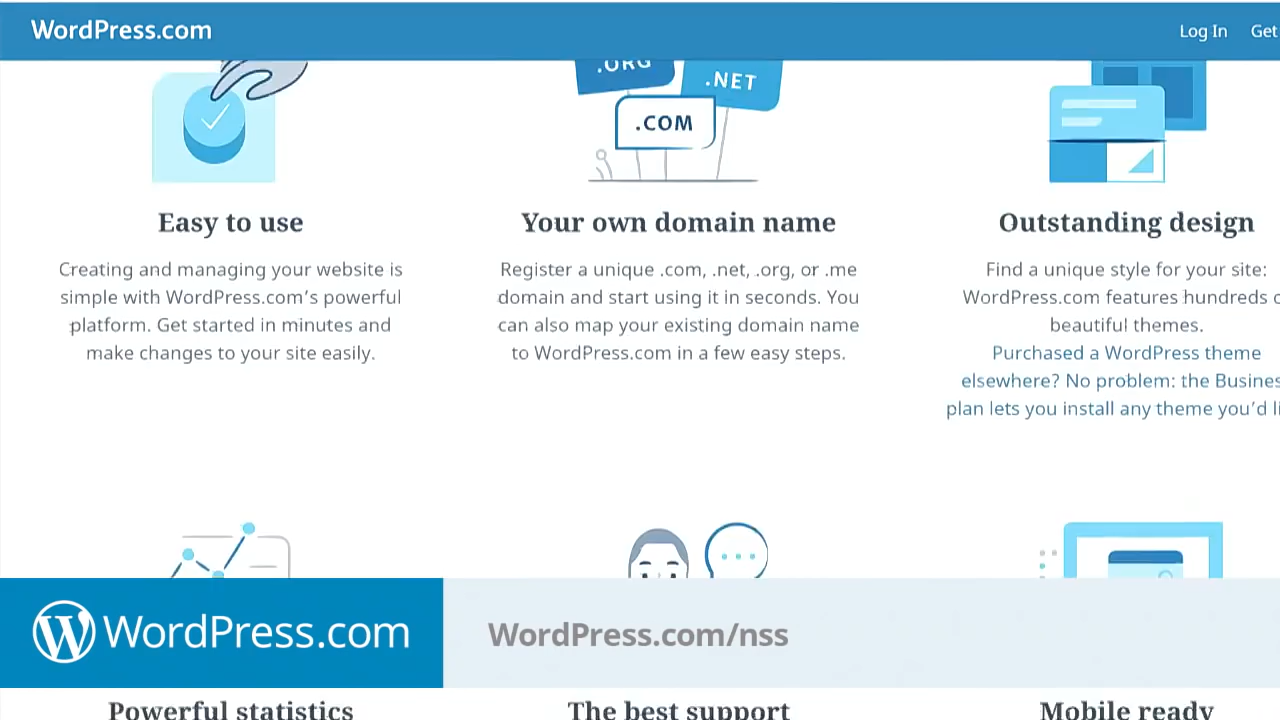 WordPress.com
Log In
Get
.ORG
.NET
.COM
Easy to use
Creating and managing your website is
simple with WordPress.com’s powerful
platform. Get started in minutes and
make changes to your site easily.
Your own domain name
Register a unique .com, .net, .org, or .me
domain and start using it in seconds. You
can also map your existing domain name
to WordPress.com in a few easy steps.
Outstanding design
Find a unique style for your site:
WordPress.com features hundreds
beautiful themes.
Purchased a WordPress theme
elsewhere? No problem: the Busines
plan lets you install any theme you’d
WordPress.com
WordPress.com/nss
Powerful statistics
The best support
Mobile ready